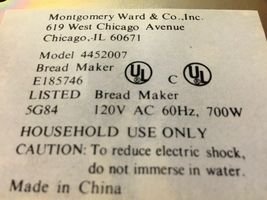 Montgomery Ward & Co.,Inc.
619 West Chicago Avenue
Chicago,-IL 60671
Model 4452007
Bread Maker
E185746 UL C UL
LISTED Bread Maker
5G84 120V AC 60Hz, 700W
HOUSEHOLD USE ONLY
CAUTION: To reduce electric shock,
do not immerse in water.
Made in China